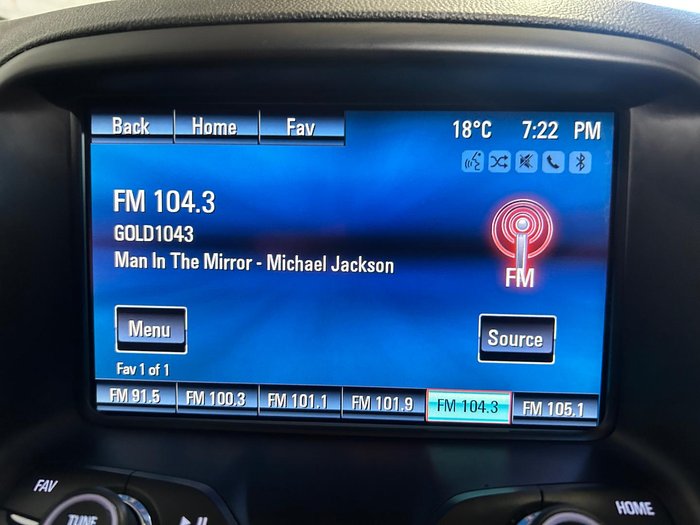 Back Home Fav 18°C 7:22 PM
FM 104.3
GOLD1043
Man In The Mirror - Michael Jackson
FM
Menu
Source
Fav 1 of 1
FM 91.5 FM 100.3 FM 101.1 FM 101.9 FM 104.3 FM 105.1
FAV
HOME
TUNE